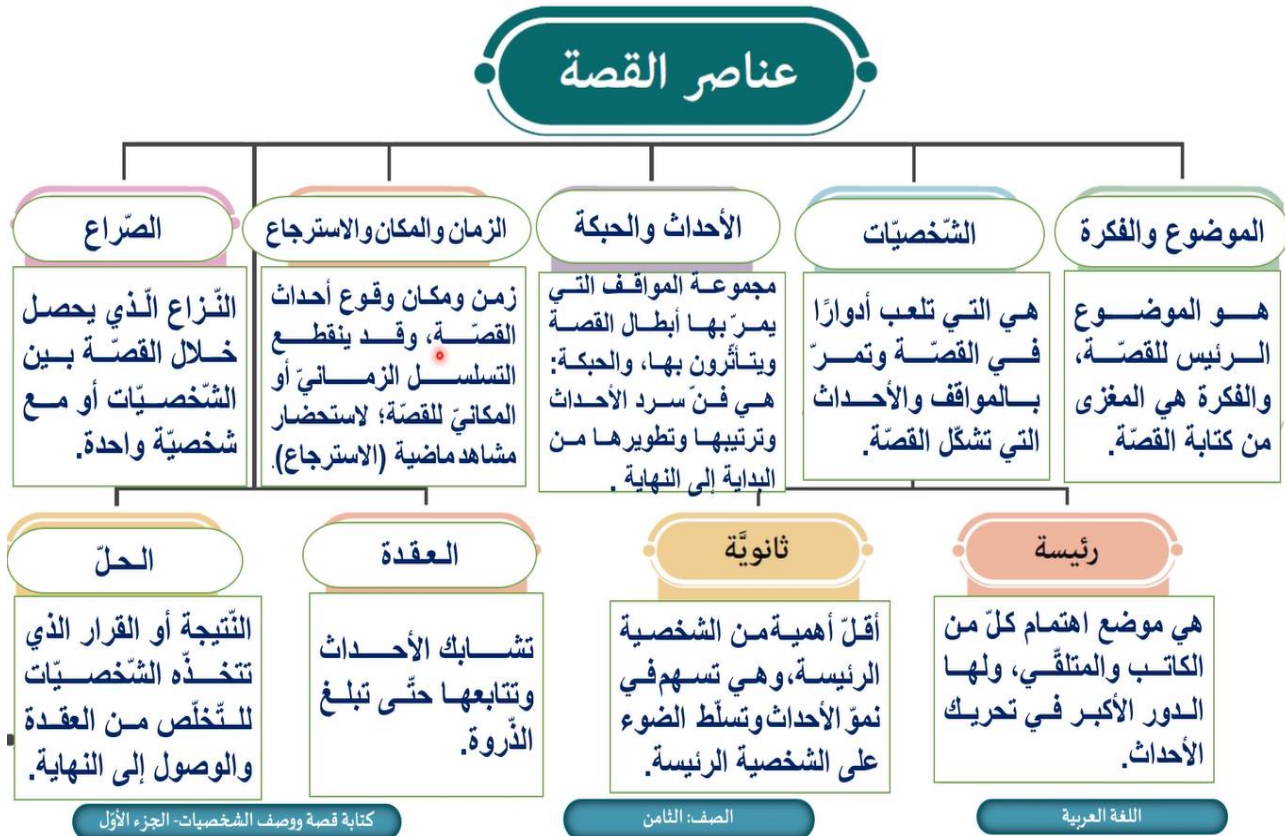 عناصر القصة
الموضوع والفكرة
هو الموضوع
الرئيس للقصّة،
والفكرة هي المغزى
من كتابة القصّة.
الشّخصيّات
هي التي تلعب أدوارًا
في القصّة وتمرّ
بالمواقف والأحداث
التي تشكّل القصّة.
الأحداث والحبكة
مجموعة المواقف التي
يمرّ بها أبطال القصة
ويتأثّرون بها، والحبكة:
هي فنّ سرد الأحداث
وترتيبها وتطويرها من
البداية إلى النهاية .
الزمان والمكان والاسترجاع
زمن ومكان وقوع أحداث
القصّة، وقد ينقطع
التسلسل الزمانيّ أو
المكانيّ للقصّة؛ لاستحضار
مشاهد ماضية (الاسترجاع).
الصّراع
النّزاع الّذي يحصل
خلال القصّة بين
الشّخصيّات أو مع
شخصيّة واحدة.
رئيسة
هي موضع اهتمام كلّ من
الكاتب والمتلقّي، ولها
الدور الأكبر في تحريك
الأحداث.
ثانويَّة
أقلّ أهمية من الشخصية
الرئيسة، وهي تسهم في
نموّ الأحداث وتسلّط الضوء
على الشخصية الرئيسة.
العقدة
تشابك الأحداث
وتتابعها حتّى تبلغ
الذّروة.
الحلّ
النّتيجة أو القرار الذي
تتخذّه الشّخصيّات
للتّخلّص من العقدة
والوصول إلى النهاية.
اللغة العربية
الصف: الثامن
كتابة قصة ووصف الشخصيات- الجزء الأوّل